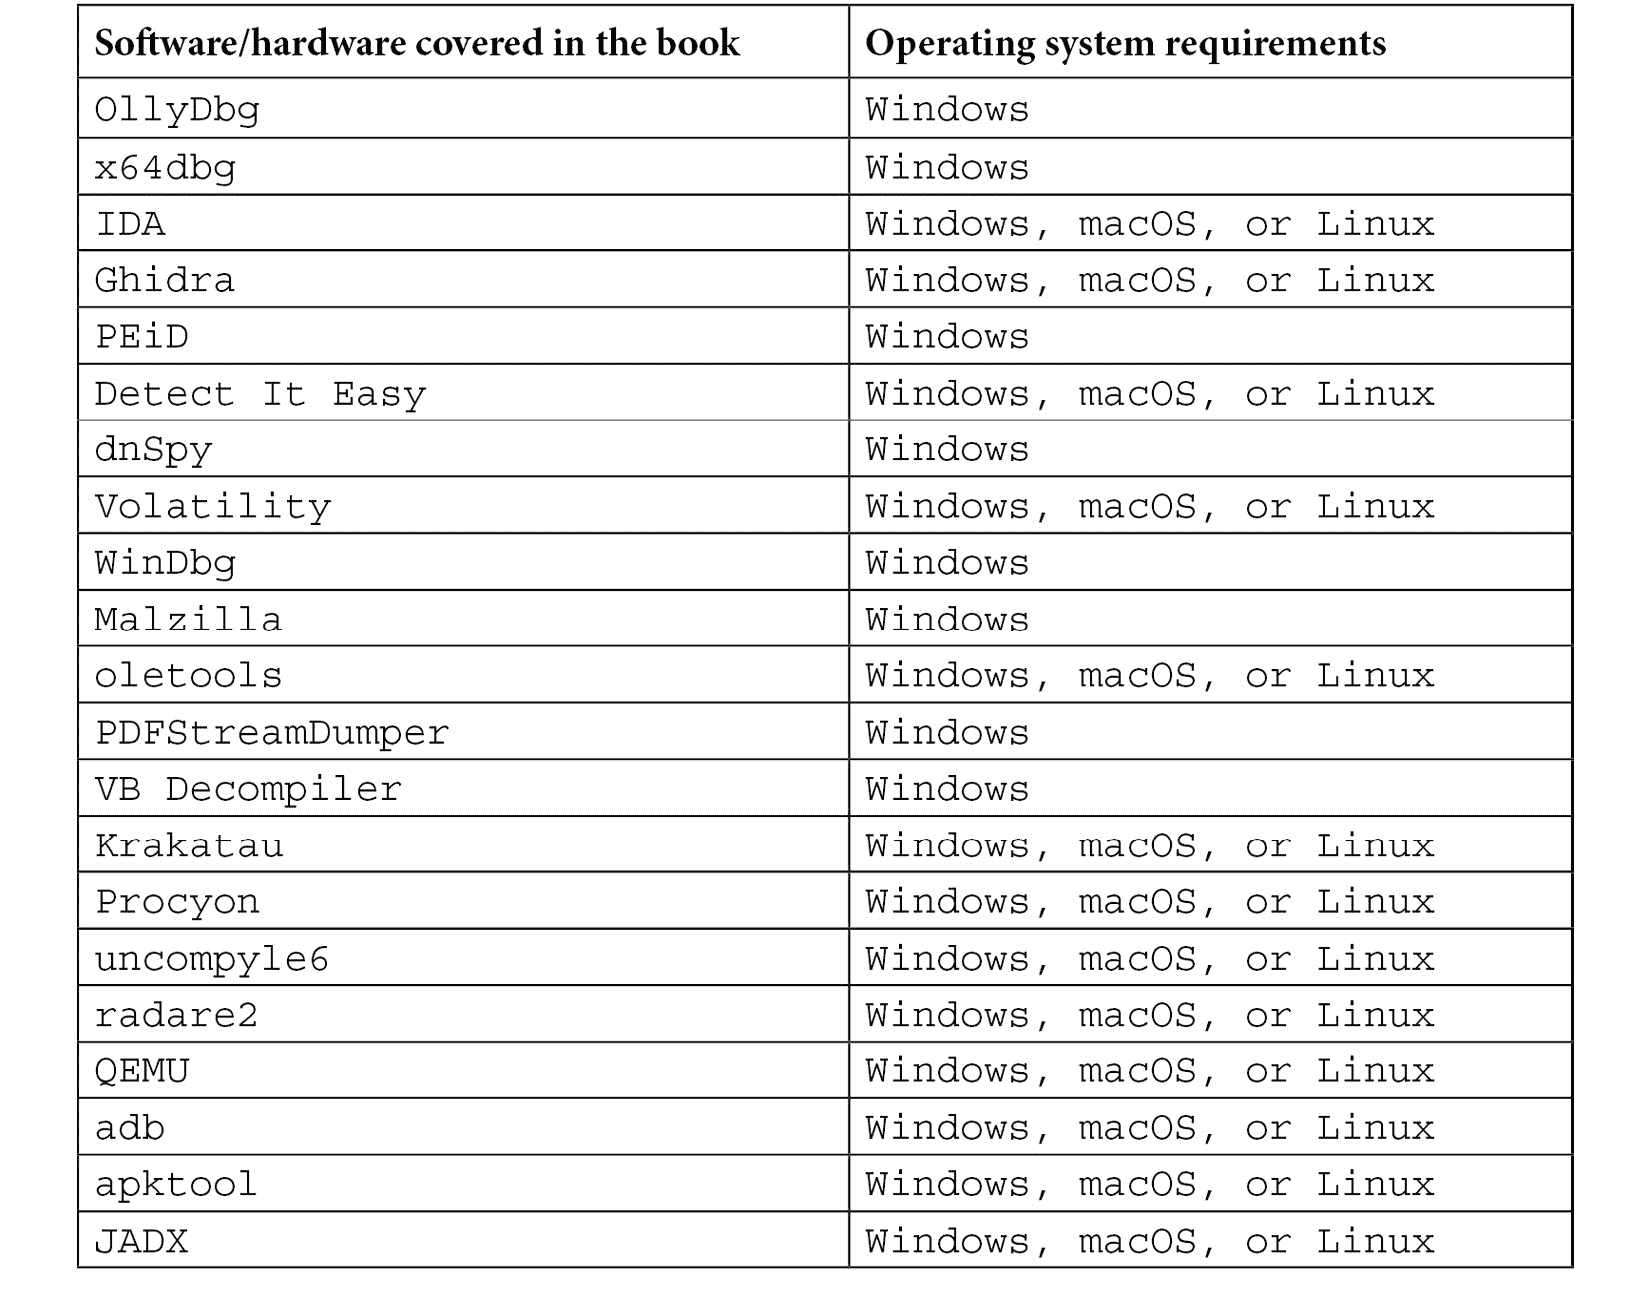 Software/hardware covered in the book Operating system requirements
OllyDbg Windows
x64dbg Windows
IDA Windows, macOS, or Linux
Ghidra Windows, macOS, or Linux
PEiD Windows
Detect It Easy Windows, macOS, or Linux
dnSpy Windows
Volatility Windows, macOS, or Linux
WinDbg Windows
Malzilla Windows
oletools Windows, macOS, or Linux
PDFStreamDumper Windows
VB Decompiler Windows
Krakatau Windows, macOS, or Linux
Procyon Windows, macOS, or Linux
uncompyle6 Windows, macOS, or Linux
radare2 Windows, macOS, or Linux
QEMU Windows, macOS, or Linux
adb Windows, macOS, or Linux
apktool Windows, macOS, or Linux
JADX Windows, macOS, or Linux